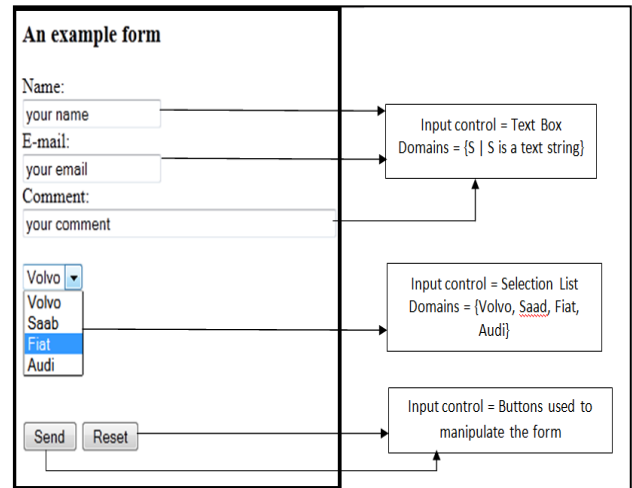 An example form
Name:
your name
E-mail:
your email
Comment:
your comment
Volvo
Volvo
Saab
Fiat
Audi
Send Reset
Input control = Text Box
Domains = {S | S is a text string}
Input control = Selection List
Domains = {Volvo, Saad, Fiat,
Audi}
Input control = Buttons used to
manipulate the form